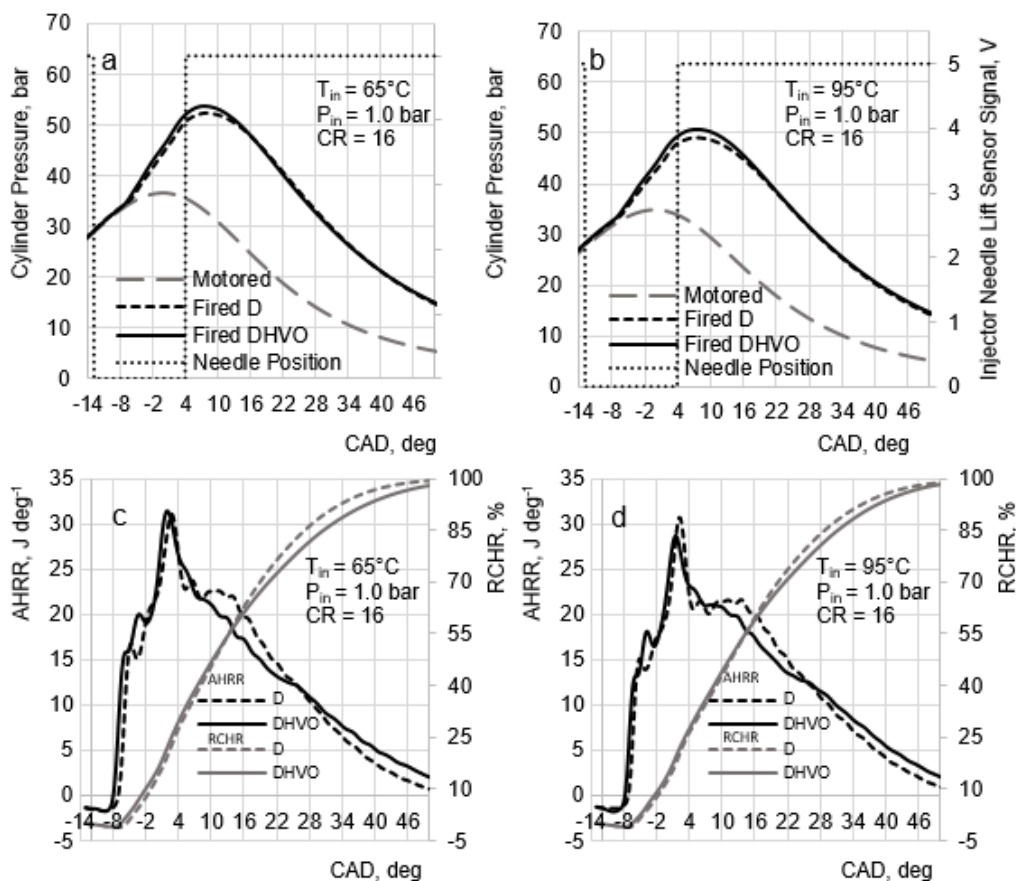 a
Cylinder Pressure, bar
70
60
50
40
30
20
10
0
T_in = 65°C
P_in = 1.0 bar
CR = 16
Motored
Fired D
Fired DHVO
Needle Position
-14 -8 -2 4 10 16 22 28 34 40 46
CAD, deg
b
Cylinder Pressure, bar
70
60
50
40
30
20
10
0
T_in = 95°C
P_in = 1.0 bar
CR = 16
Motored
Fired D
Fired DHVO
Needle Position
5
4
3
2
1
0
Injector Needle Lift Sensor Signal, V
-14 -8 -2 4 10 16 22 28 34 40 46
CAD, deg
c
AHRR, J deg⁻¹
35
30
25
20
15
10
5
0
-5
T_in = 65°C
P_in = 1.0 bar
CR = 16
AHRR
D
DHVO
RCHR
D
DHVO
100
85
70
55
40
25
10
-5
RCHR, %
-14 -8 -2 4 10 16 22 28 34 40 46
CAD, deg
d
AHRR, J deg⁻¹
35
30
25
20
15
10
5
0
-5
T_in = 95°C
P_in = 1.0 bar
CR = 16
AHRR
D
DHVO
RCHR
D
DHVO
100
85
70
55
40
25
10
-5
RCHR, %
-14 -8 -2 4 10 16 22 28 34 40 46
CAD, deg